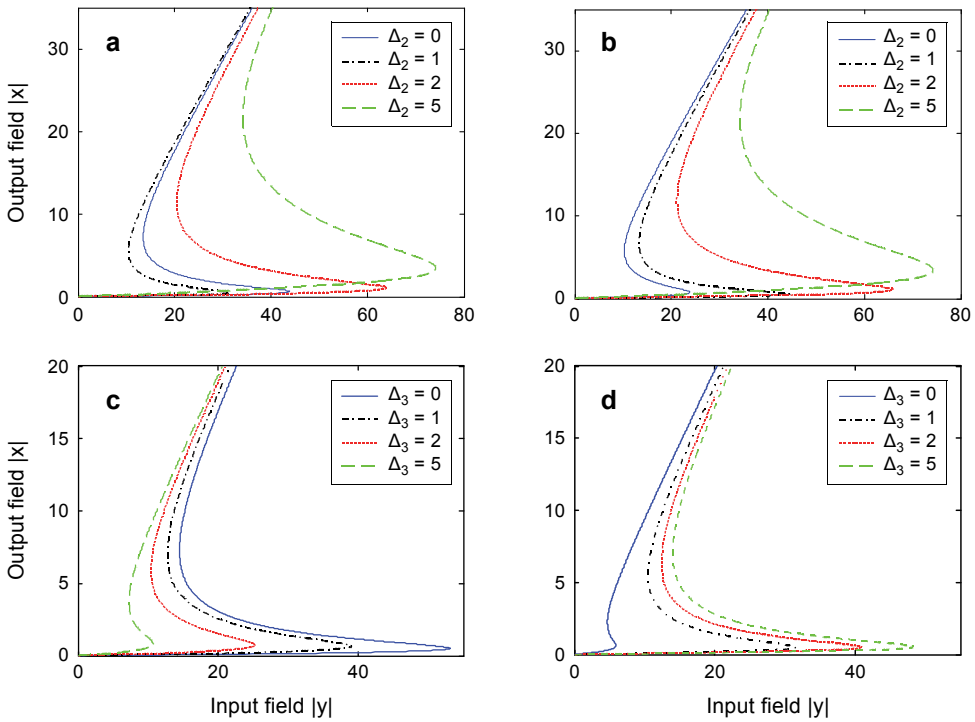 a
Δ2 = 0
Δ2 = 1
Δ2 = 2
Δ2 = 5
Output field |x|
30
20
10
0
0 20 40 60 80
b
Δ2 = 0
Δ2 = 1
Δ2 = 2
Δ2 = 5
30
20
10
0
0 20 40 60 80
c
Δ3 = 0
Δ3 = 1
Δ3 = 2
Δ3 = 5
Output field |x|
20
15
10
5
0
0 20 40
Input field |y|
d
Δ3 = 0
Δ3 = 1
Δ3 = 2
Δ3 = 5
20
15
10
5
0
0 20 40
Input field |y|